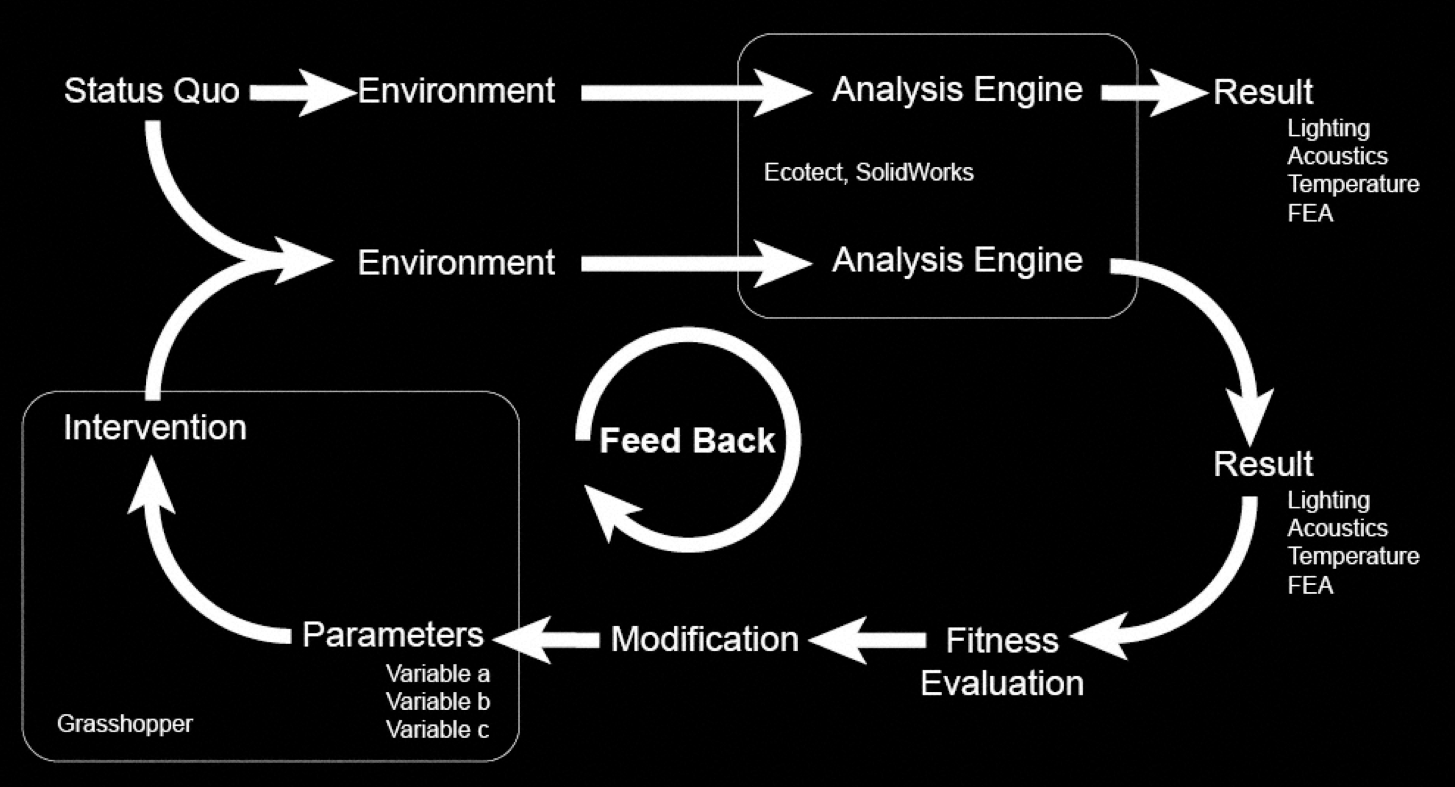 Status Quo
Environment
Analysis Engine
Result
Lighting
Acoustics
Temperature
FEA
Ecotect, SolidWorks
Environment
Analysis Engine
Intervention
Feed Back
Result
Lighting
Acoustics
Temperature
FEA
Parameters
Variable a
Variable b
Variable c
Modification
Fitness
Evaluation
Grasshopper